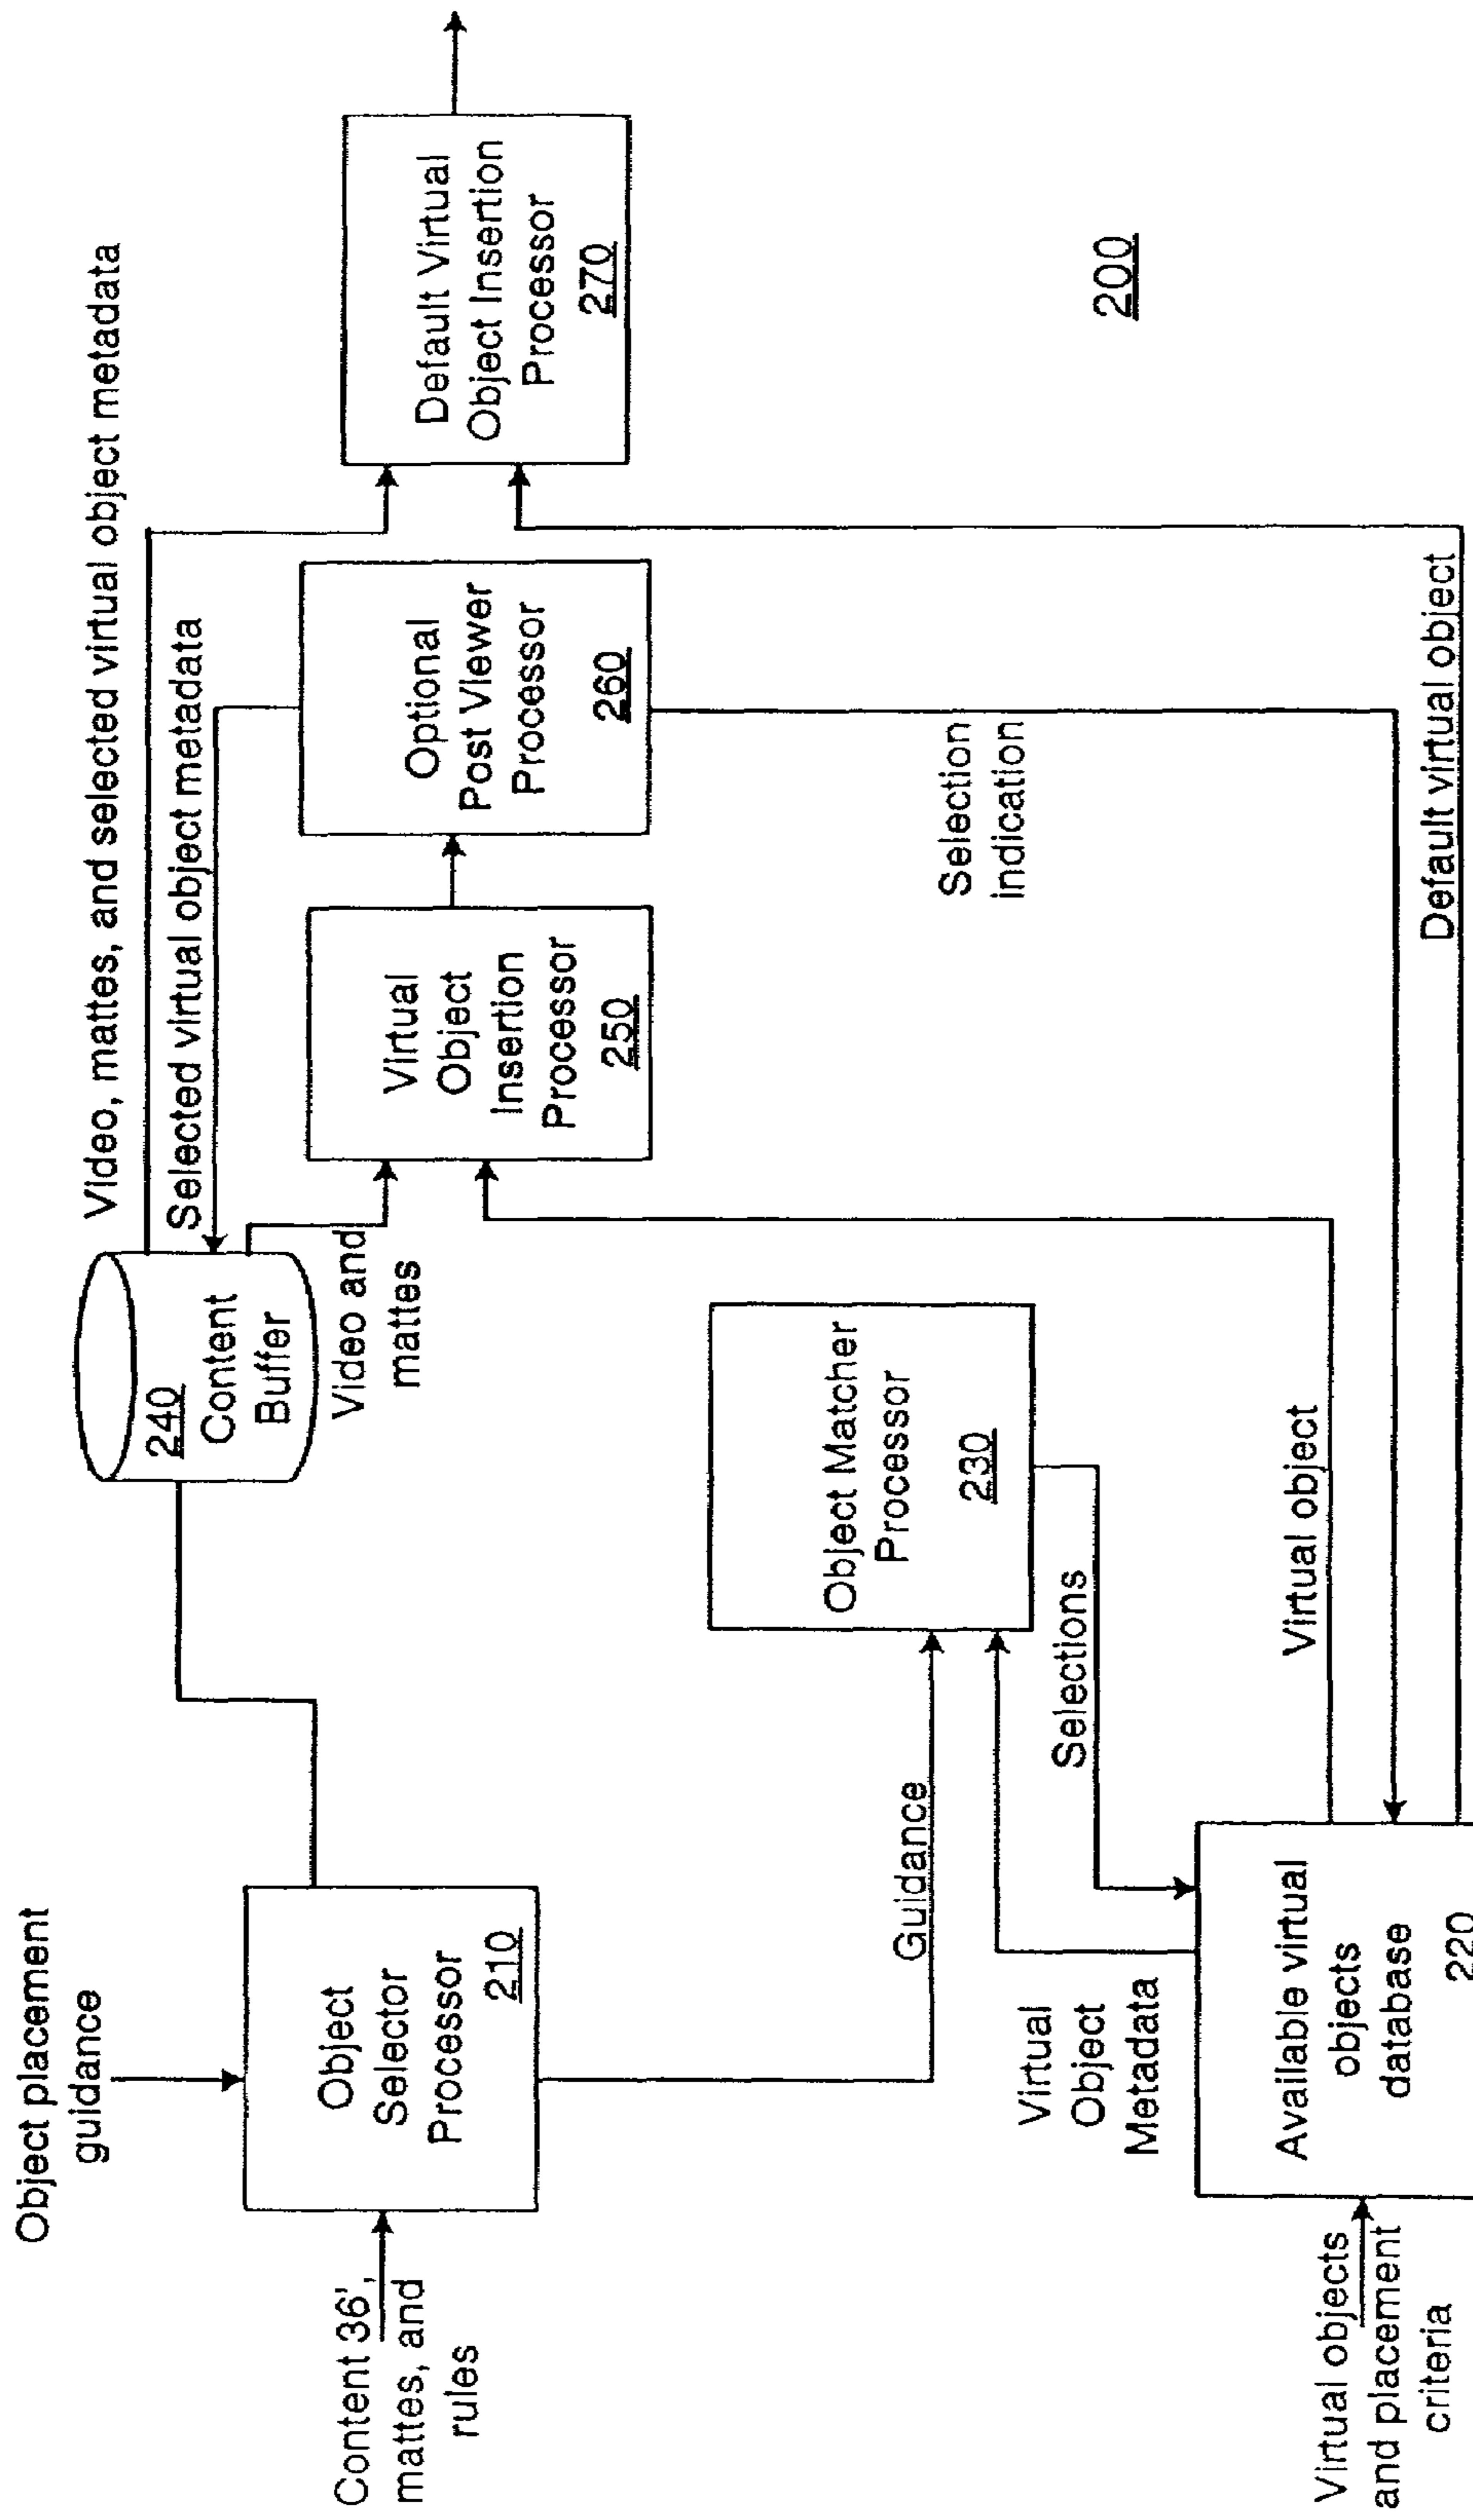 Object placement
guidance
Content 36',
mattes, and
rules
Object
Selector
Processor
210
240
Content
Buffer
Video, mattes, and selected virtual object metadata
Selected virtual object metadata
Video and
mattes
Virtual
Object
Insertion
Processor
250
Optional
Post Viewer
Processor
260
Default Virtual
Object Insertion
Processor
270
Guidance
Object Matcher
Processor
230
Selections
Virtual
Object
Metadata
Selection
indication
200
Virtual objects
and placement
criteria
Available virtual
objects
database
220
Virtual object
Default virtual object